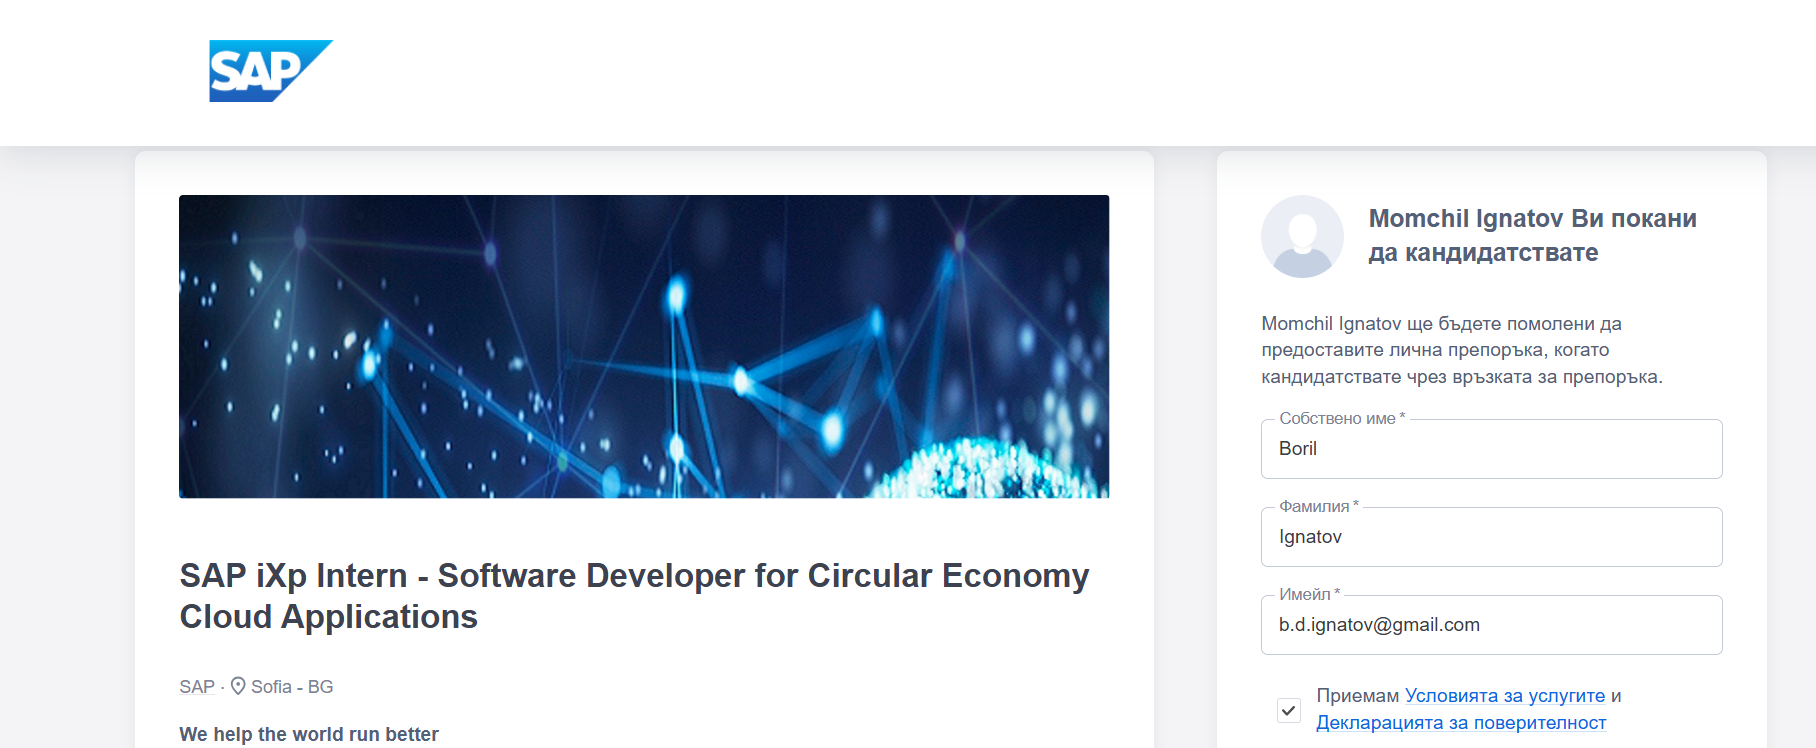 SAP
SAP iXp Intern - Software Developer for Circular Economy
Cloud Applications
SAP · Sofia - BG
We help the world run better
Momchil Ignatov Ви покани
да кандидатствате
Momchil Ignatov ще бъдете помолени да
предоставите лична препоръка, когато
кандидатствате чрез връзката за препоръка.
Собствено име *
Boril
Фамилия *
Ignatov
Имейл *
b.d.ignatov@gmail.com
Приемам Условията за услугите и
Декларацията за поверителност